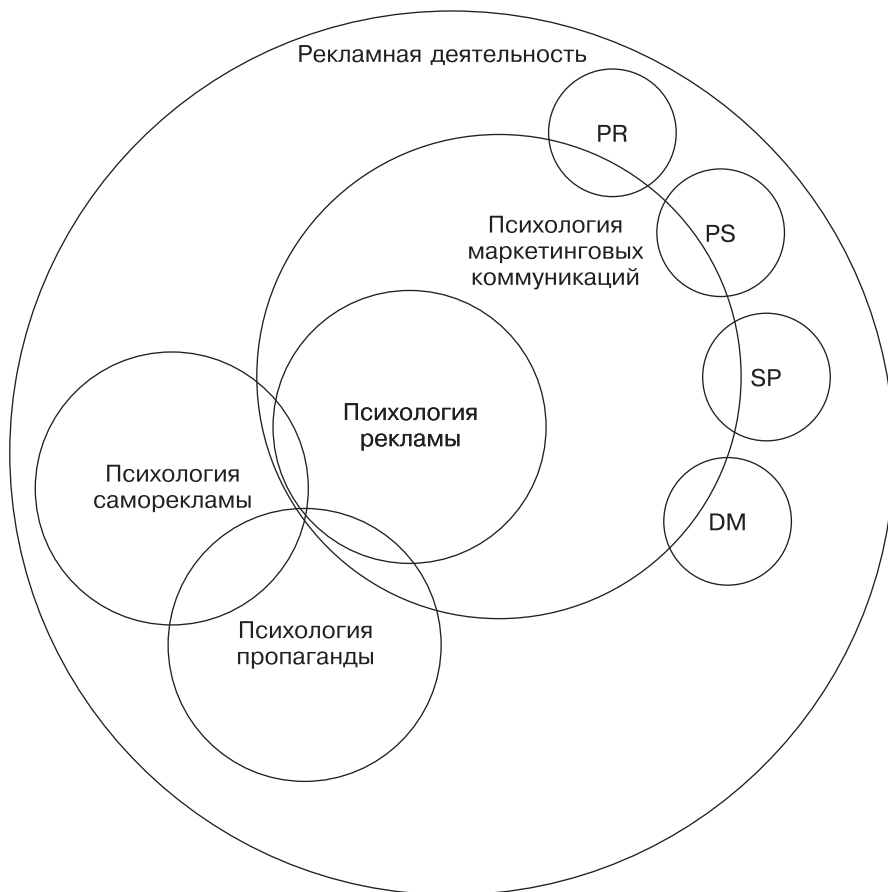 Рекламная деятельность
PR
Психология
маркетинговых
коммуникаций
PS
SP
Психология
рекламы
Психология
саморекламы
DM
Психология
пропаганды